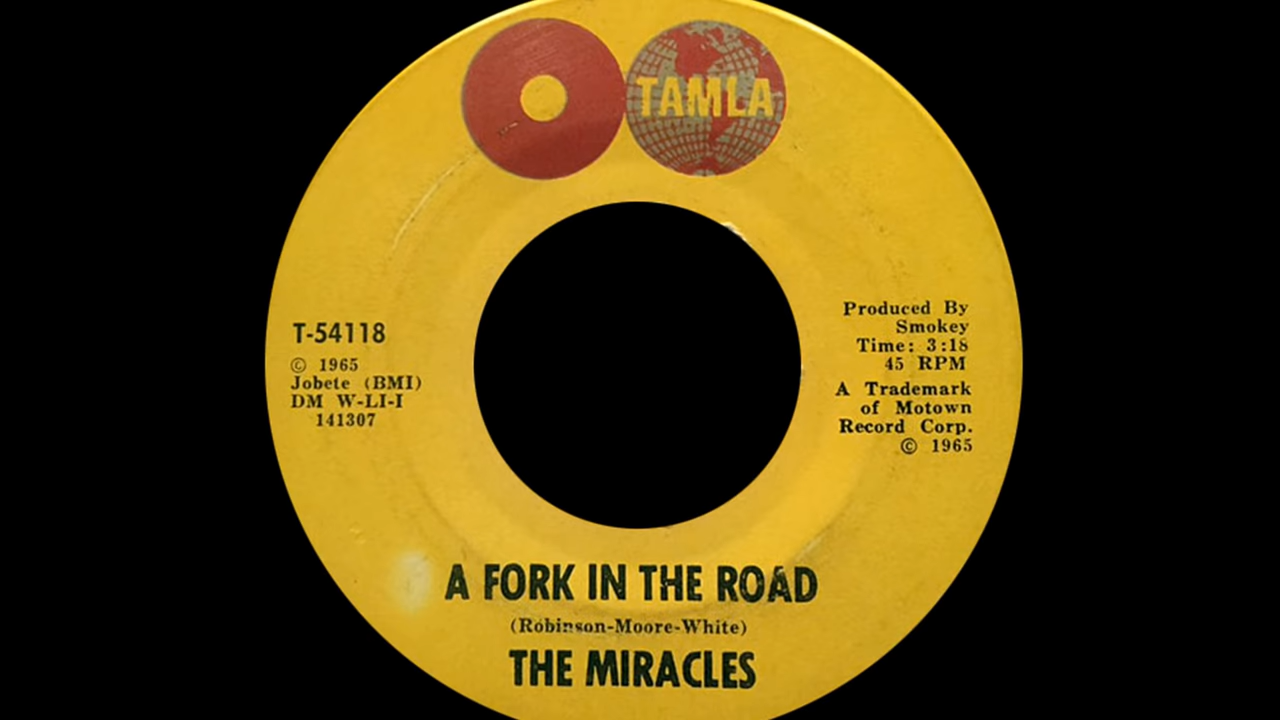 TAMLA
T-54118
© 1965
Jobete (BMI)
DM W-LI-I
141307
Produced By
Smokey
Time: 3:18
45 RPM
A Trademark
of Motown
Record Corp.
© 1965
A FORK IN THE ROAD
(Robinson-Moore-White)
THE MIRACLES